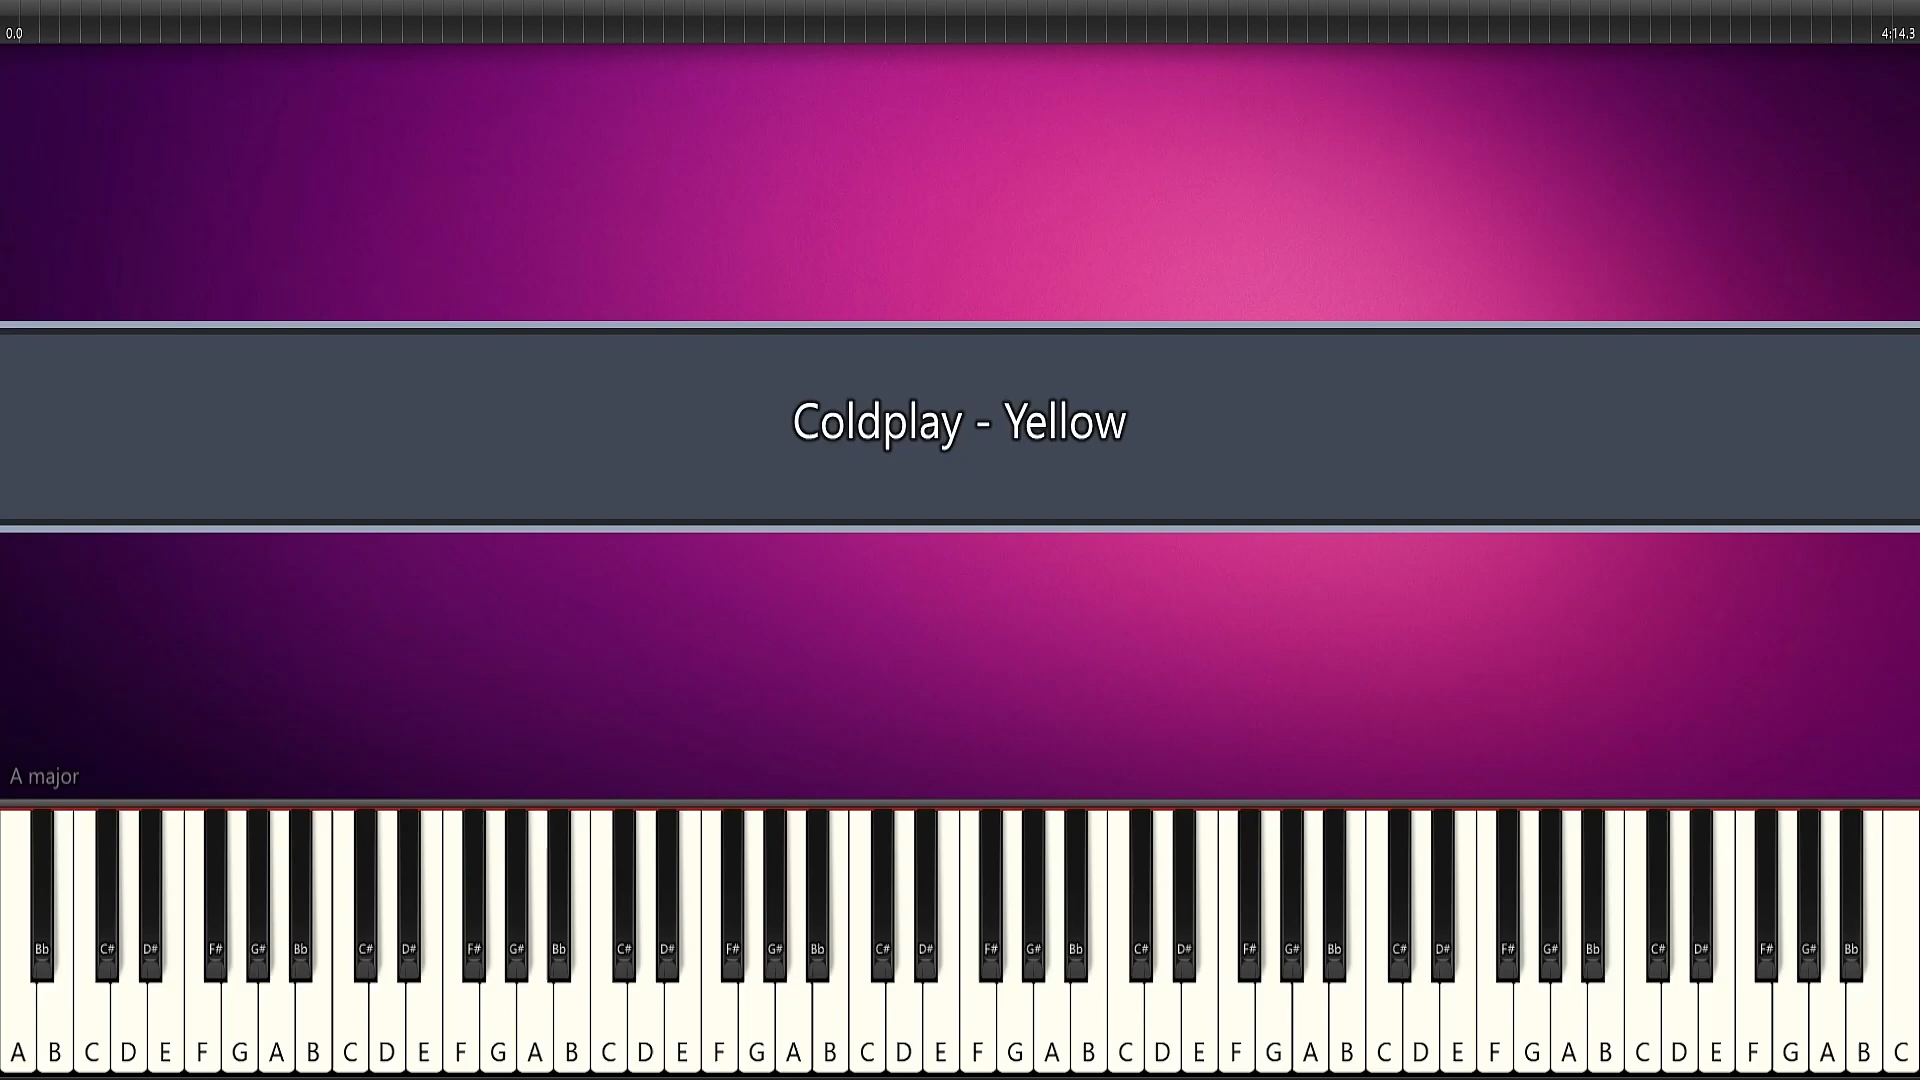 0.0 4:14.3
Coldplay - Yellow
A major
Bb C# D# F# G# Bb C# D# F# G# Bb C# D# F# G# Bb C# D# F# G# Bb C# D# F# G# Bb C# D# F# G# Bb C# D# F# G# Bb
A B C D E F G A B C D E F G A B C D E F G A B C D E F G A B C D E F G A B C D E F G A B C D E F G A B C